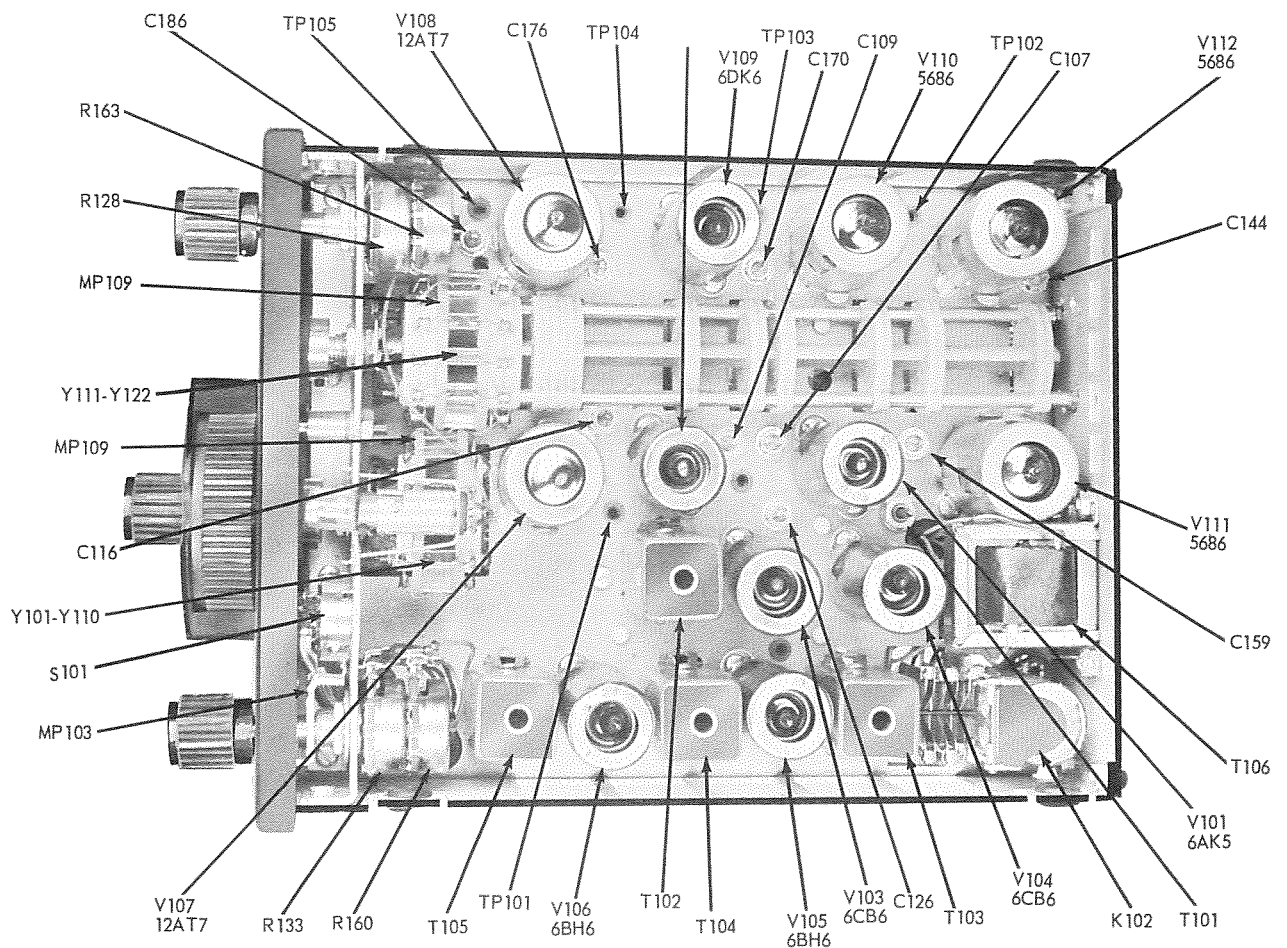 C186
TP105
V108
12AT7
C176
TP104
V109
6DK6
TP103
C170
C109
V110
5686
TP102
C107
V112
5686
R163
R128
C144
MP109
Y111-Y122
MP109
C116
V111
5686
Y101-Y110
C159
S101
MP103
T106
V101
6AK5
V107
12AT7
R133
R160
T105
TP101
V106
6BH6
T102
T104
V105
6BH6
V103
6CB6
C126
T103
V104
6CB6
K102
T101